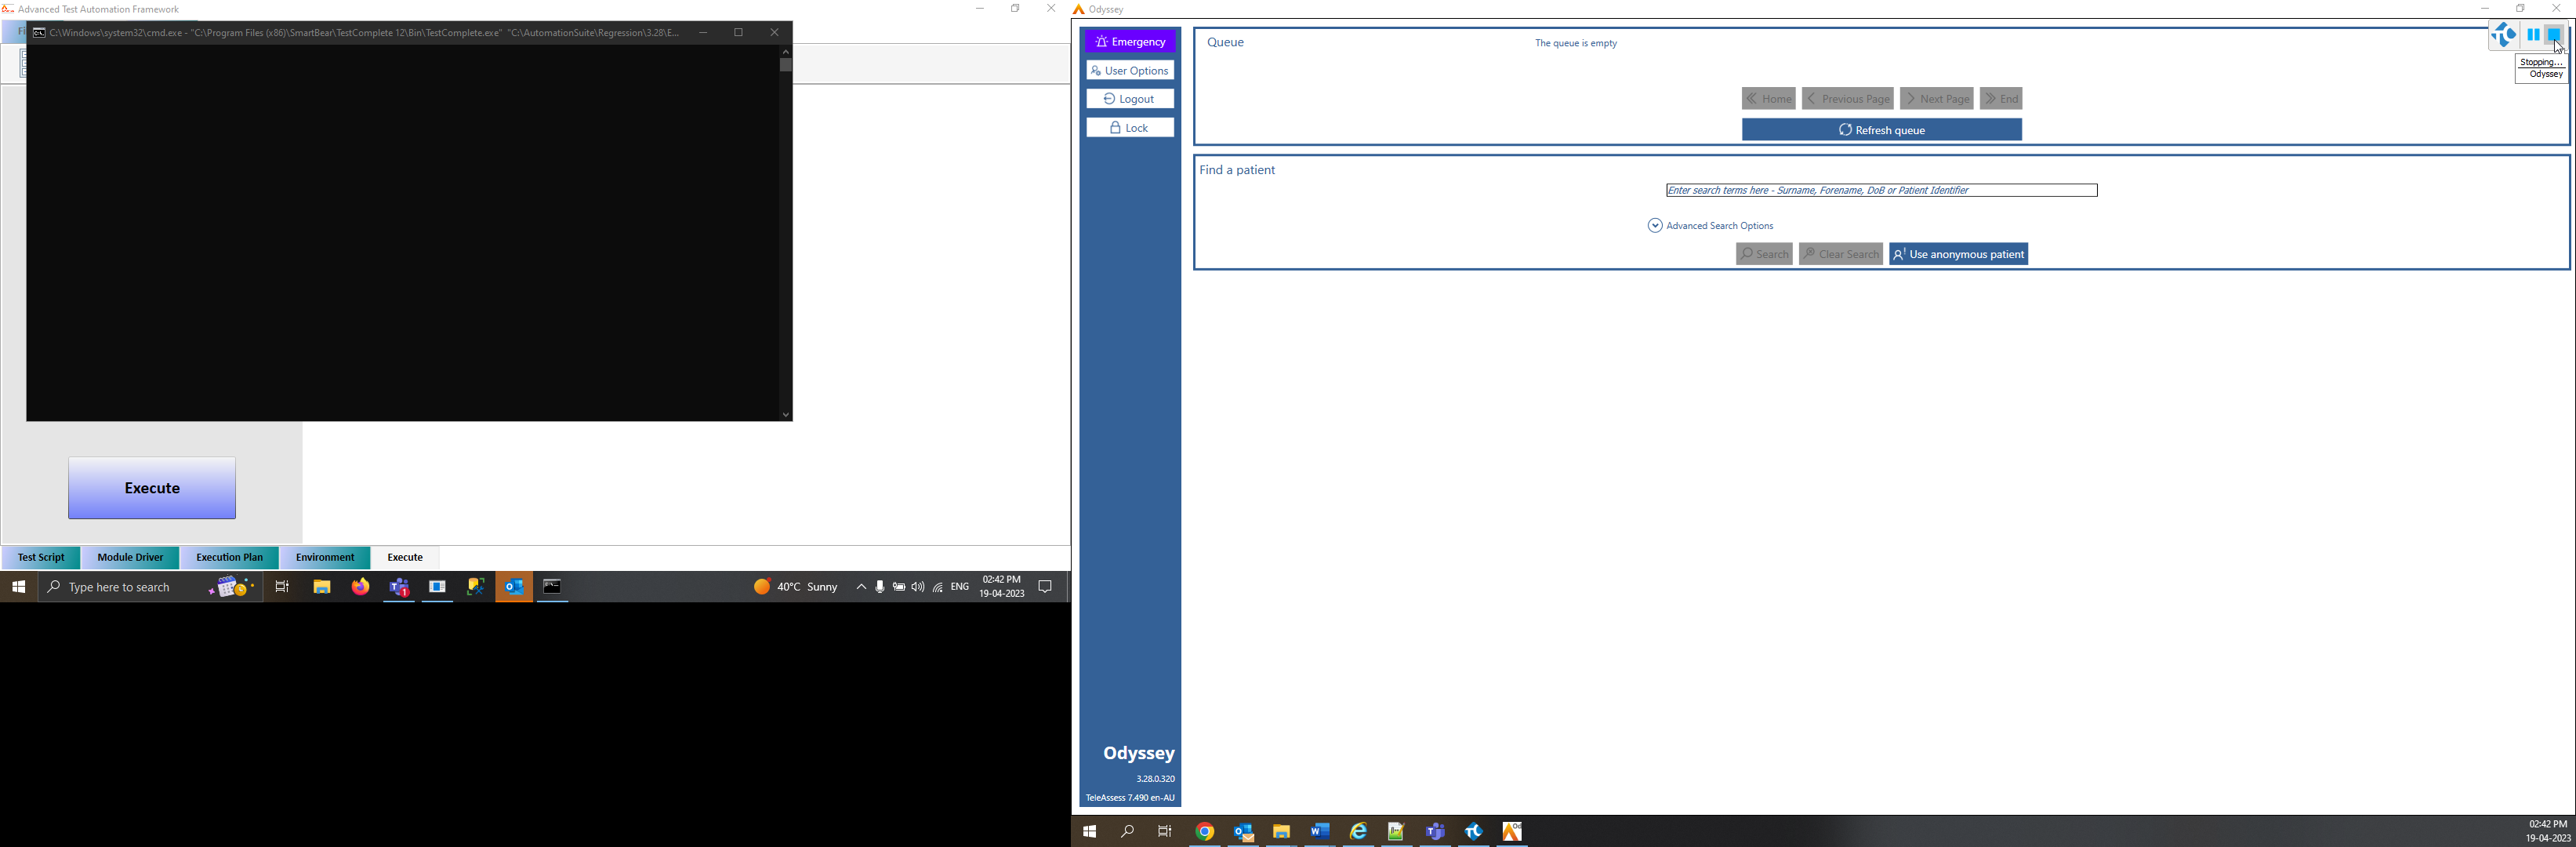 Advanced Test Automation Framework
C:\Windows\system32\cmd.exe - "C:\Program Files (x86)\SmartBear\TestComplete 12\Bin\TestComplete.exe" "C:\AutomationSuite\Regression\3.28\E...
Execute
Test Script
Module Driver
Execution Plan
Environment
Execute
Type here to search
1
40°C Sunny
ENG
02:42 PM
19-04-2023
Odyssey
Emergency
User Options
Logout
Lock
Queue
The queue is empty
Stopping...
Odyssey
Home
Previous Page
Next Page
End
Refresh queue
Find a patient
Enter search terms here - Surname, Forename, DoB or Patient Identifier
Advanced Search Options
Search
Clear Search
Use anonymous patient
Odyssey
3.28.0.320
TeleAssess 7.490 en-AU
02:42 PM
19-04-2023